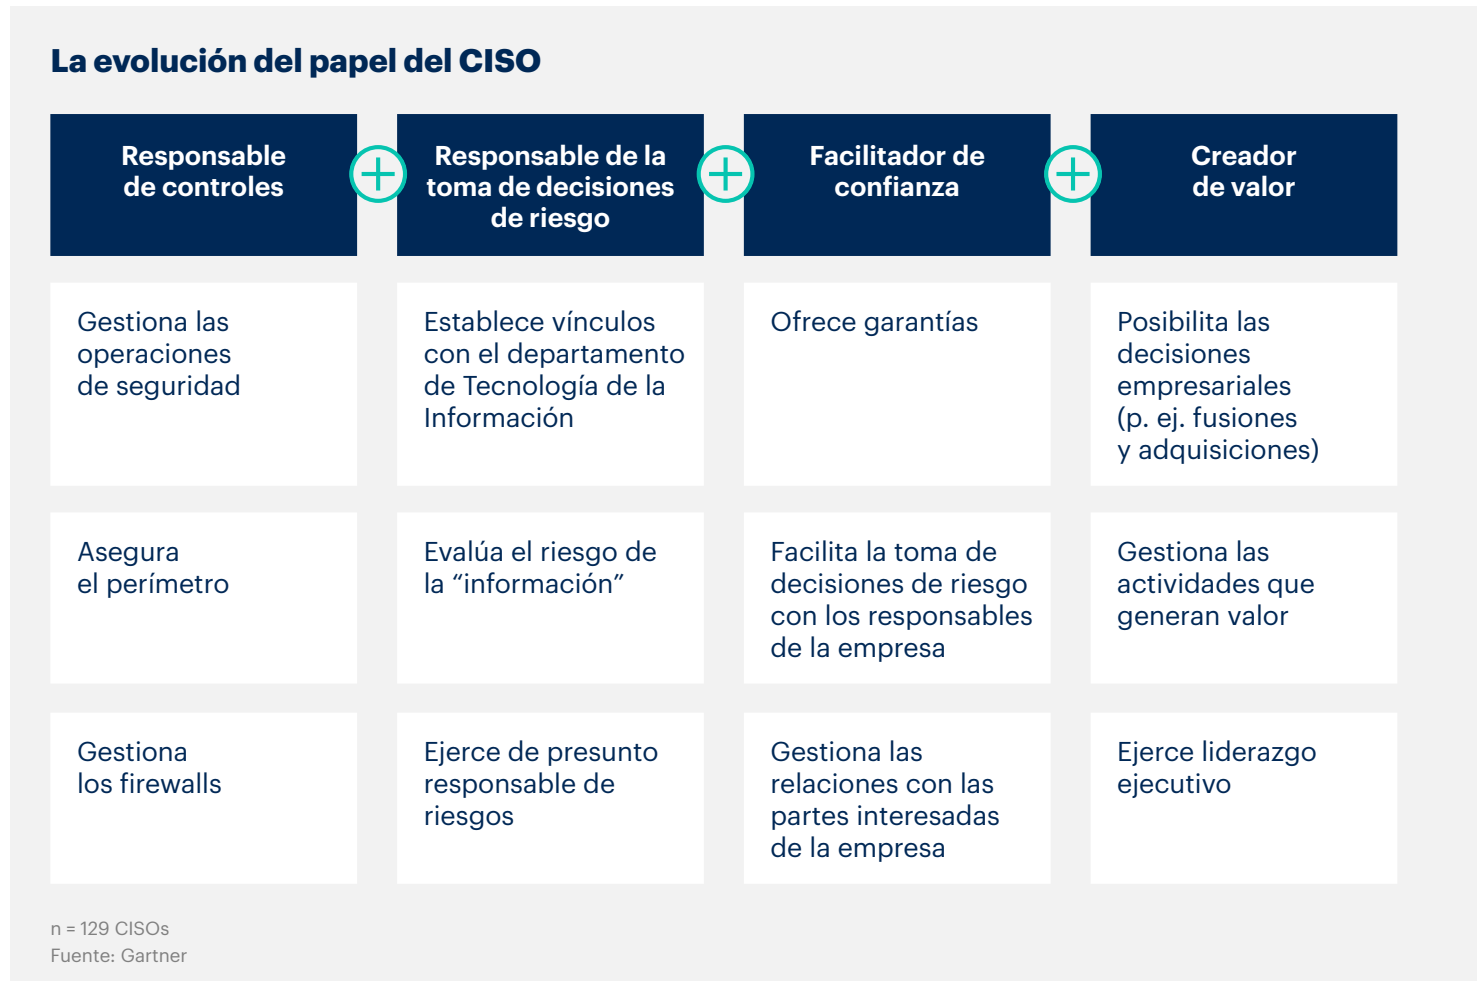 La evolución del papel del CISO
Responsable
de controles
Responsable de la
toma de decisiones
de riesgo
Facilitador de
confianza
Creador
de valor
Gestiona las
operaciones
de seguridad
Establece vínculos
con el departamento
de Tecnología de la
Información
Ofrece garantías
Posibilita las
decisiones
empresariales
(p. ej. fusiones
y adquisiciones)
Asegura
el perímetro
Evalúa el riesgo de
la “información”
Facilita la toma de
decisiones de riesgo
con los responsables
de la empresa
Gestiona las
actividades que
generan valor
Gestiona
los firewalls
Ejerce de presunto
responsable de
riesgos
Gestiona las
relaciones con las
partes interesadas
de la empresa
Ejerce liderazgo
ejecutivo
n = 129 CISOs
Fuente: Gartner